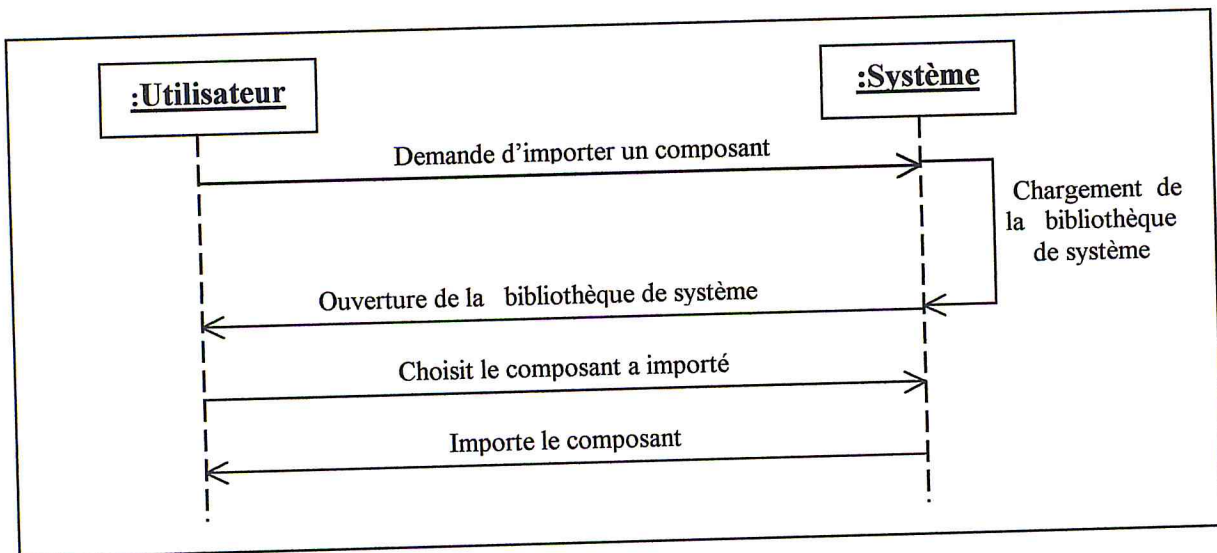 :Utilisateur
:Système
Demande d'importer un composant
Chargement de
la bibliothèque
de système
Ouverture de la bibliothèque de système
Choisit le composant a importé
Importe le composant